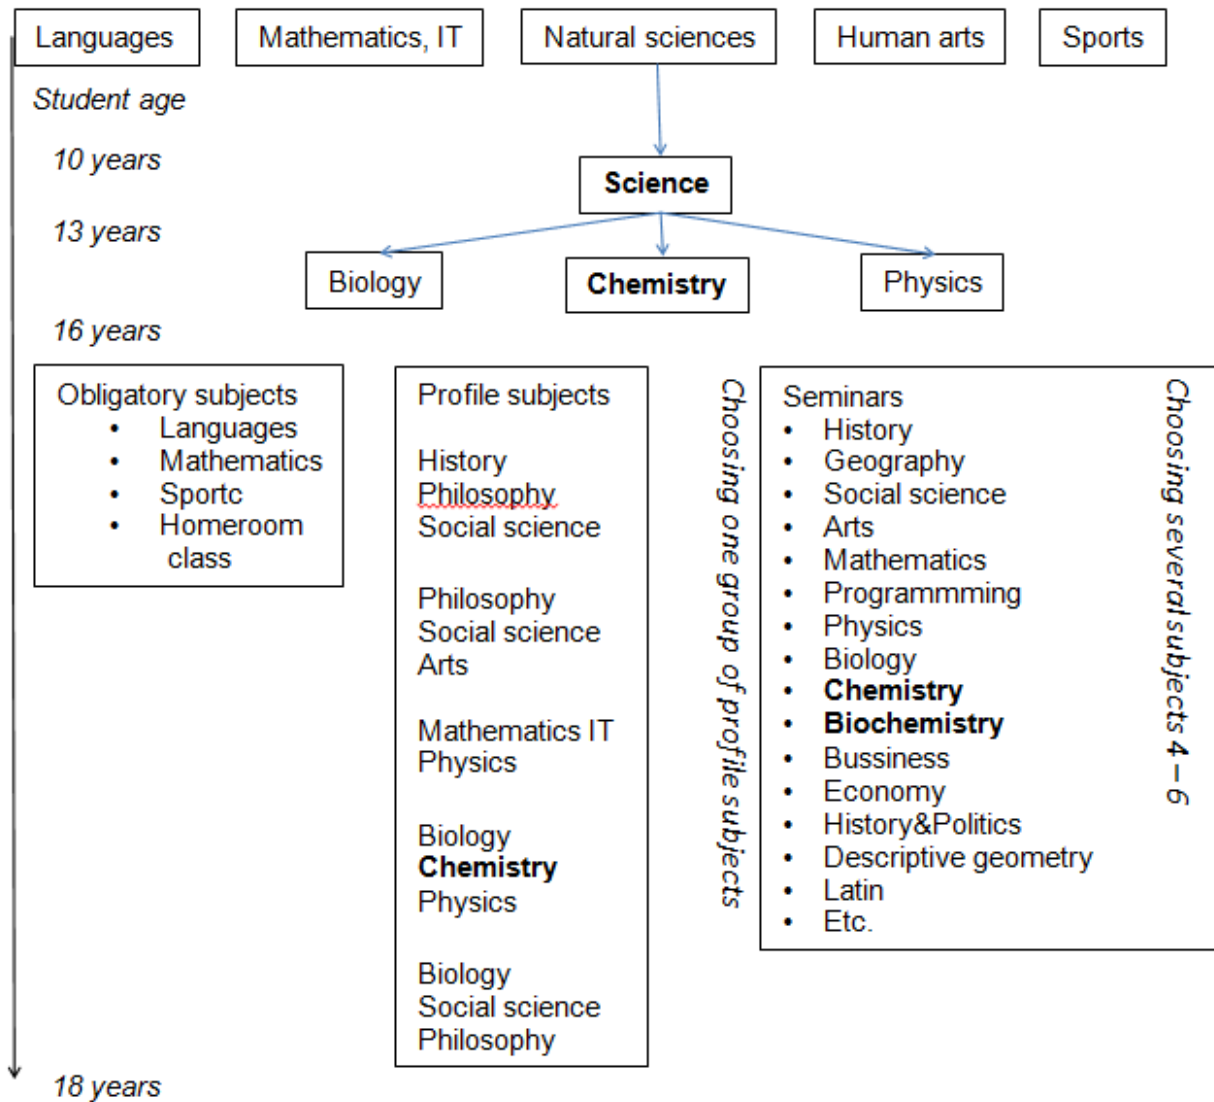 Languages
Mathematics, IT
Natural sciences
Human arts
Sports
Student age
10 years
Science
13 years
Biology
Chemistry
Physics
16 years
Obligatory subjects
• Languages
• Mathematics
• Sportc
• Homeroom
class
Profile subjects
History
Philosophy
Social science
Philosophy
Social science
Arts
Mathematics IT
Physics
Biology
Chemistry
Physics
Biology
Social science
Philosophy
Choosing one group of profile subjects
Seminars
• History
• Geography
• Social science
• Arts
• Mathematics
• Programmming
• Physics
• Biology
• Chemistry
• Biochemistry
• Bussiness
• Economy
• History&Politics
• Descriptive geometry
• Latin
• Etc.
Choosing several subjects 4 – 6
18 years